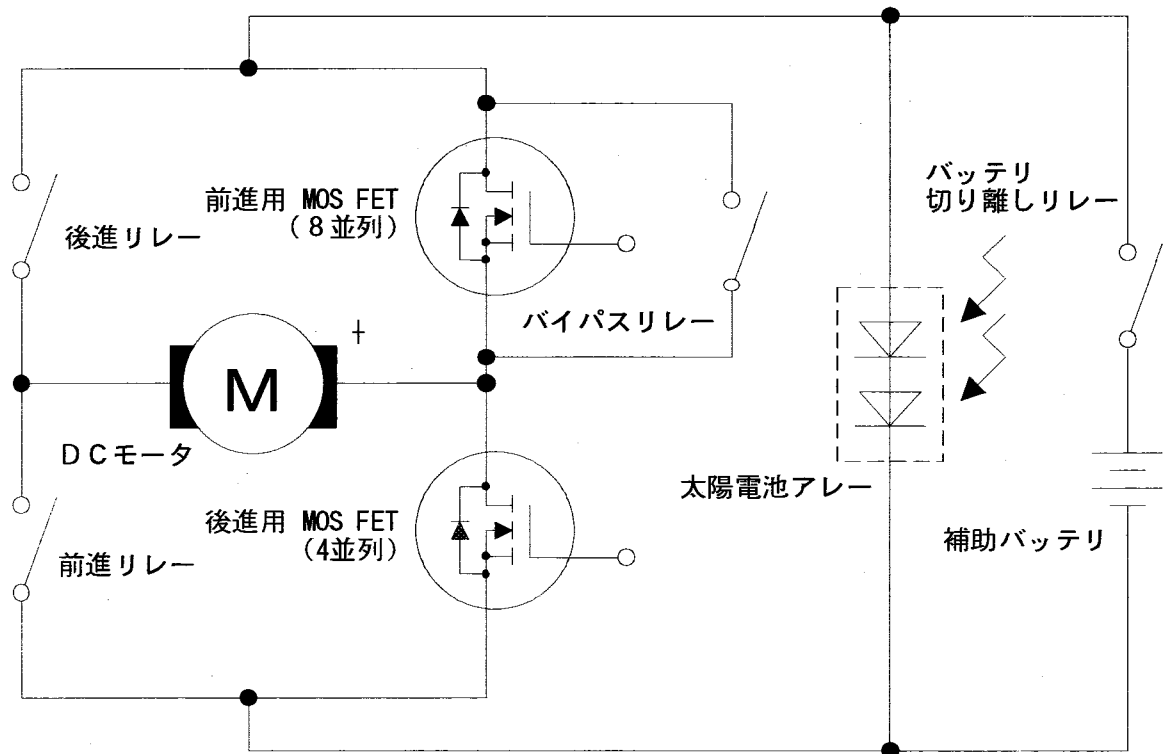 バッテリ
切り離しリレー
前進用 MOS FET
(8並列)
後進リレー
バイパスリレー
+
M
DCモータ
太陽電池アレー
後進用 MOS FET
(4並列)
前進リレー
補助バッテリ